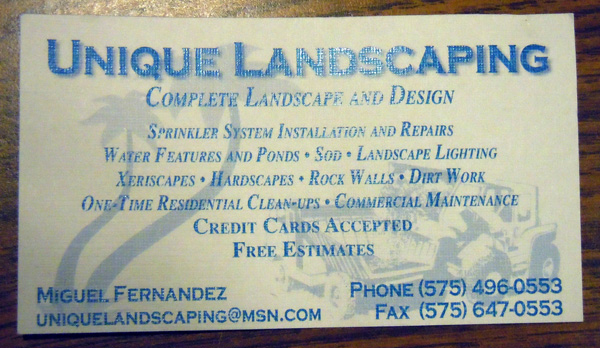 UNIQUE LANDSCAPING
COMPLETE LANDSCAPE AND DESIGN
SPRINKLER SYSTEM INSTALLATION AND REPAIRS
WATER FEATURES AND PONDS • SOD • LANDSCAPE LIGHTING
XERISCAPES • HARDSCAPES • ROCK WALLS • DIRT WORK
ONE-TIME RESIDENTIAL CLEAN-UPS • COMMERCIAL MAINTENANCE
CREDIT CARDS ACCEPTED
FREE ESTIMATES
MIGUEL FERNANDEZ
UNIQUELANDSCAPING@MSN.COM
PHONE (575) 496-0553
FAX (575) 647-0553